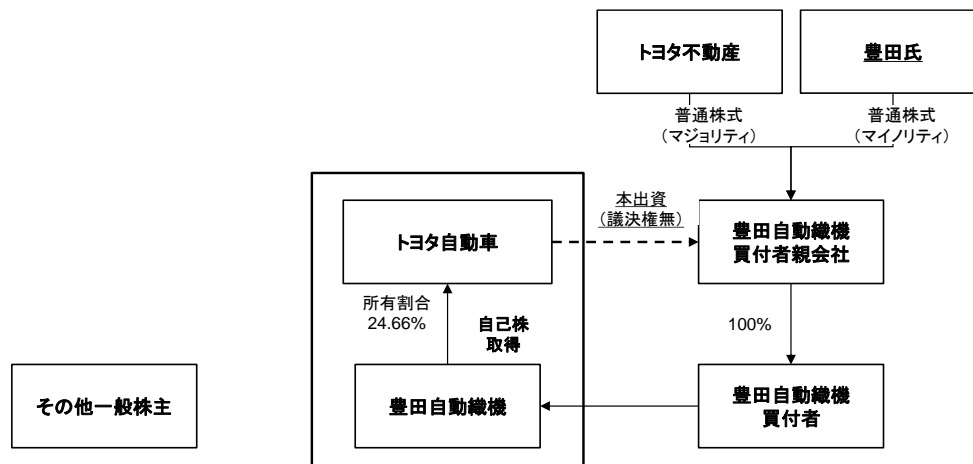 トヨタ不動産
豊田氏
普通株式
（マジョリティ）
普通株式
（マイノリティ）
本出資
（議決権無）
トヨタ自動車
豊田自動織機
買付者親会社
所有割合
24.66%
自己株
取得
100%
その他一般株主
豊田自動織機
豊田自動織機
買付者